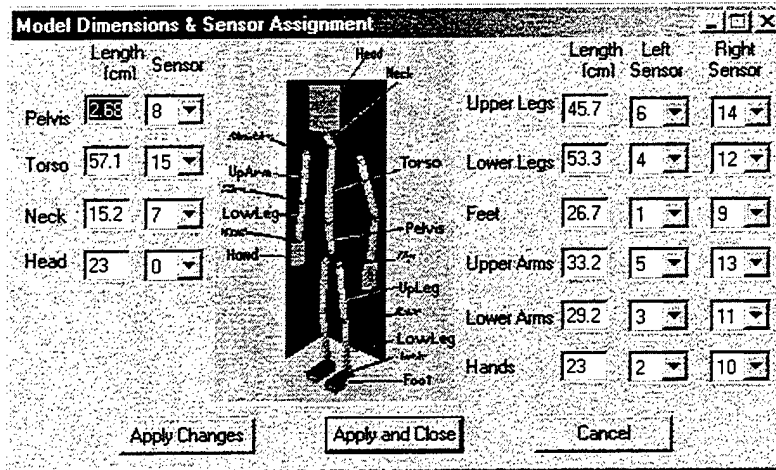 Model Dimensions & Sensor Assignment
Length (cm) Sensor
Pelvis 2.68 8
Torso 57.1 15
Neck 15.2 7
Head 23 0
Head
Neck
UpArm
Torso
LowLeg
Pelvis
Hand
UpLeg
LowLeg
Foot
Length (cm) Left Sensor Right Sensor
Upper Legs 45.7 6 14
Lower Legs 53.3 4 12
Feet 26.7 1 9
Upper Arms 33.2 5 13
Lower Arms 29.2 3 11
Hands 23 2 10
Apply Changes
Apply and Close
Cancel